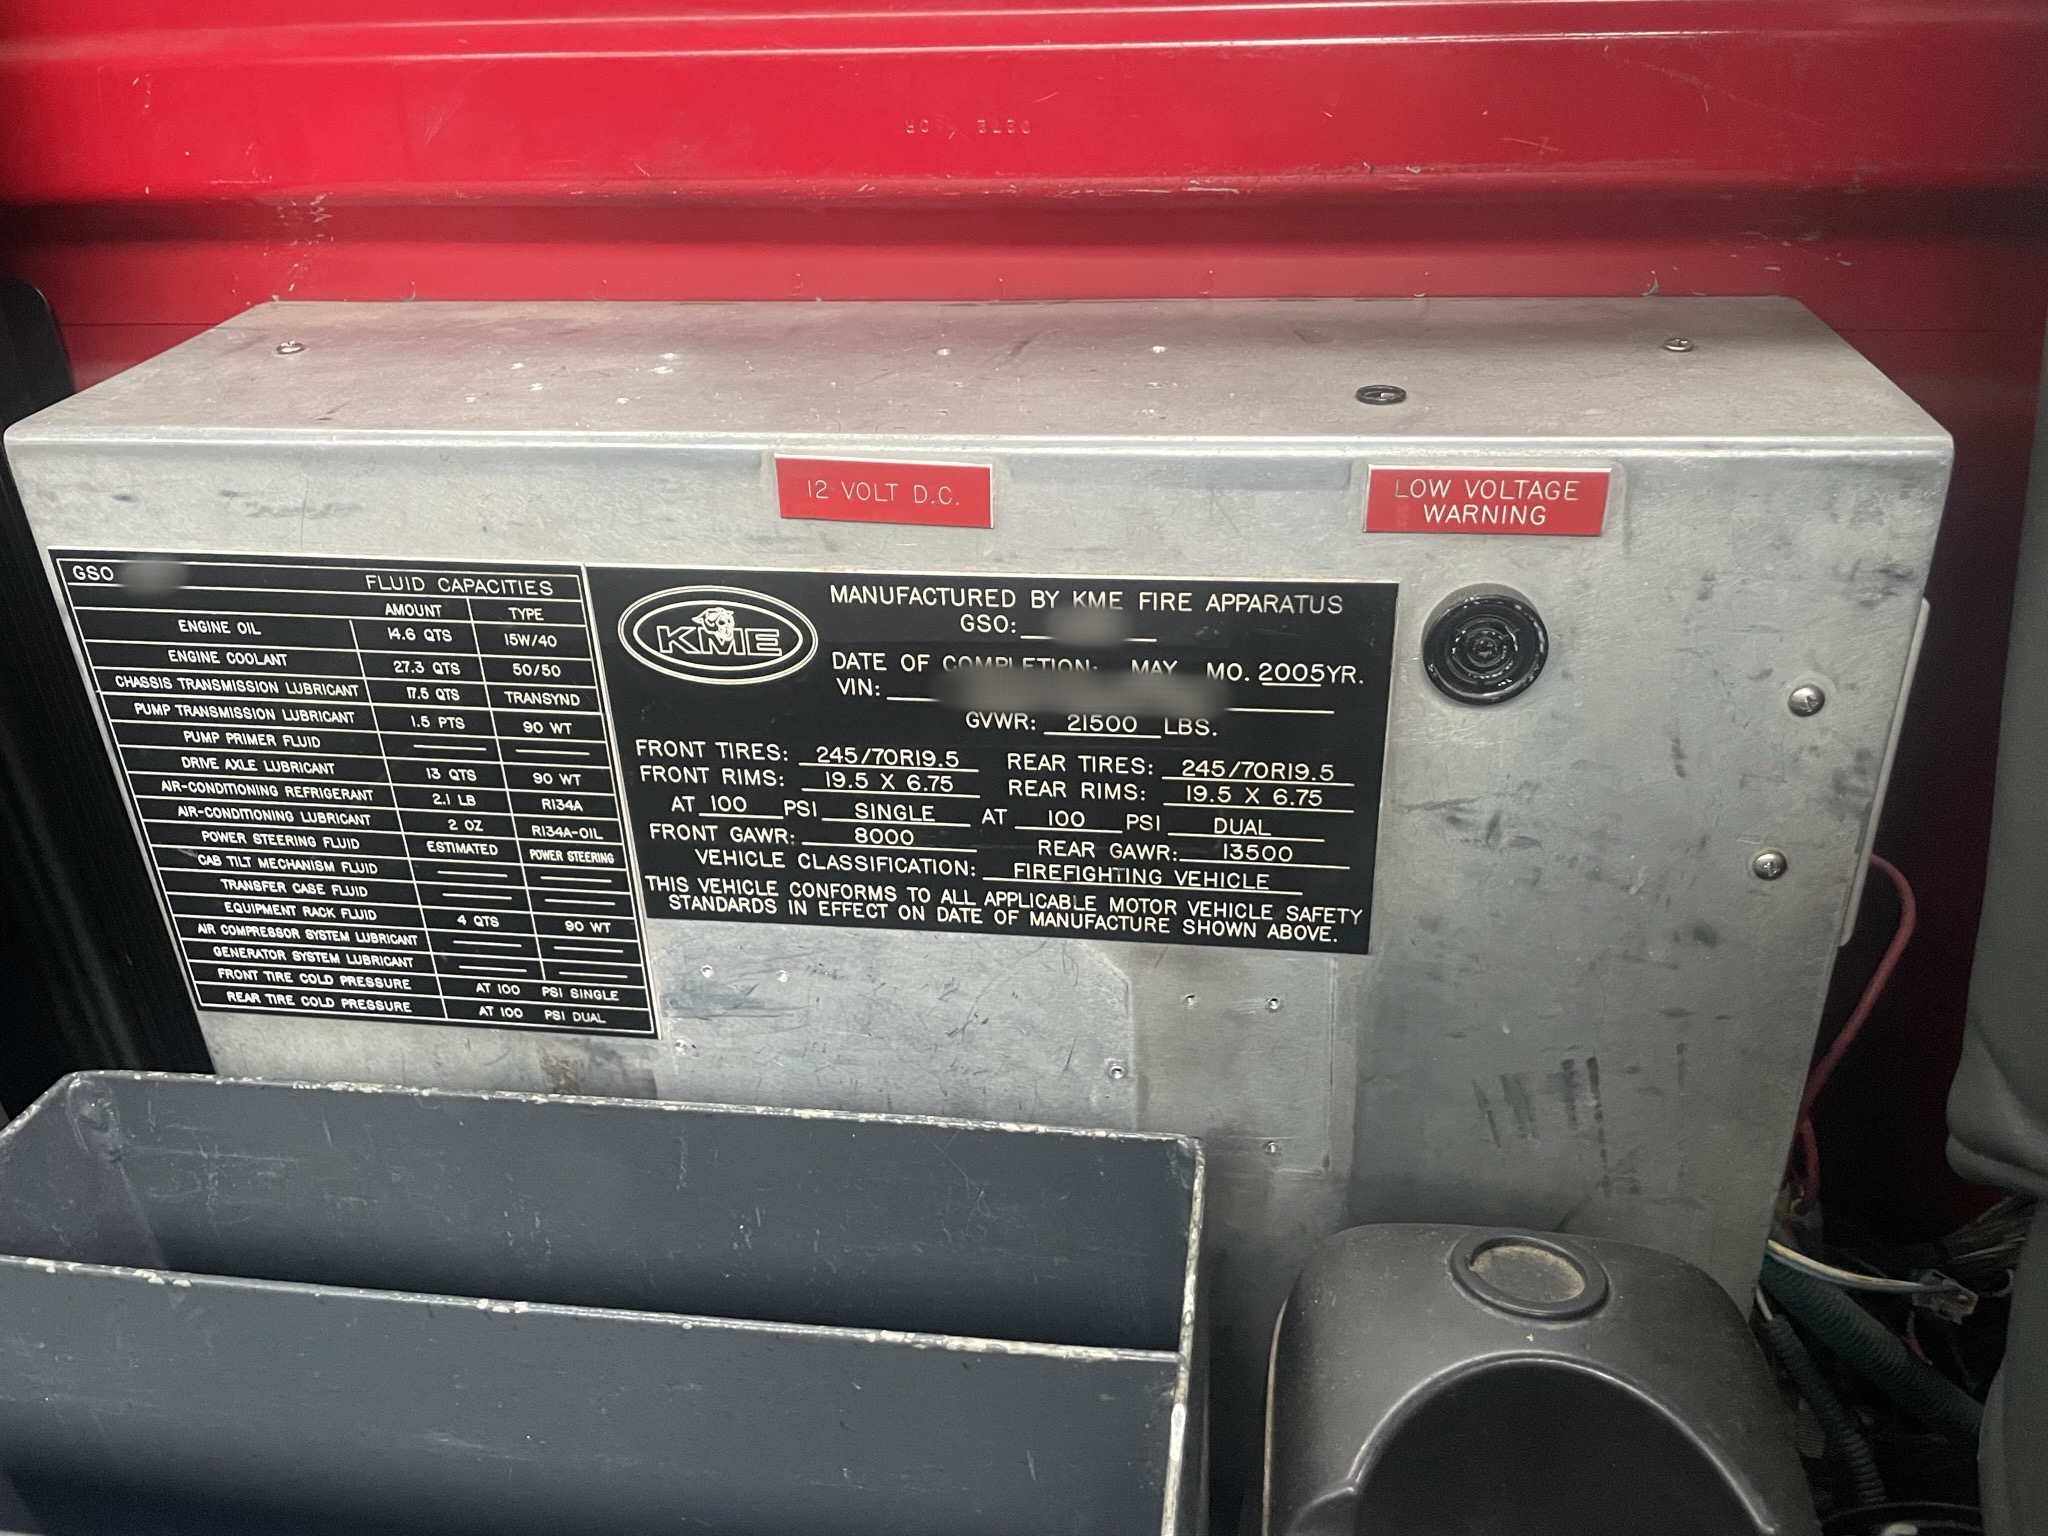 12 VOLT D.C.
LOW VOLTAGE
WARNING
GSO
FLUID CAPACITIES
AMOUNT TYPE
ENGINE OIL 14.6 QTS 15W/40
ENGINE COOLANT 27.3 QTS 50/50
CHASSIS TRANSMISSION LUBRICANT 17.5 QTS TRANSYND
PUMP TRANSMISSION LUBRICANT 1.5 PTS 90 WT
PUMP PRIMER FLUID
DRIVE AXLE LUBRICANT 13 QTS 90 WT
AIR-CONDITIONING REFRIGERANT 2.1 LB R134A
AIR-CONDITIONING LUBRICANT 2 OZ R134A-OIL
POWER STEERING FLUID ESTIMATED POWER STEERING
CAB TILT MECHANISM FLUID
TRANSFER CASE FLUID
EQUIPMENT RACK FLUID 4 QTS 90 WT
AIR COMPRESSOR SYSTEM LUBRICANT
GENERATOR SYSTEM LUBRICANT
FRONT TIRE COLD PRESSURE AT 100 PSI SINGLE
REAR TIRE COLD PRESSURE AT 100 PSI DUAL
KME
MANUFACTURED BY KME FIRE APPARATUS
GSO:
DATE OF COMPLETION: MAY MO. 2005 YR.
VIN:
GVWR: 21500 LBS.
FRONT TIRES: 245/70R19.5 REAR TIRES: 245/70R19.5
FRONT RIMS: 19.5 X 6.75 REAR RIMS: 19.5 X 6.75
AT 100 PSI SINGLE AT 100 PSI DUAL
FRONT GAWR: 8000 REAR GAWR: 13500
VEHICLE CLASSIFICATION: FIREFIGHTING VEHICLE
THIS VEHICLE CONFORMS TO ALL APPLICABLE MOTOR VEHICLE SAFETY
STANDARDS IN EFFECT ON DATE OF MANUFACTURE SHOWN ABOVE.